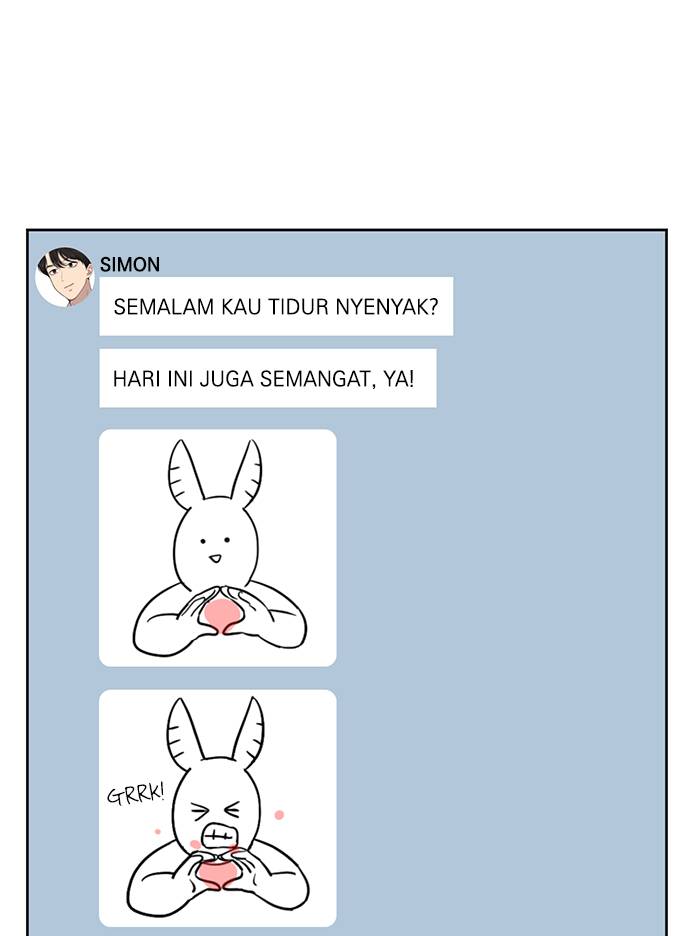 SIMON
SEMALAM KAU TIDUR NYENYAK?
HARI INI JUGA SEMANGAT, YA!
GRRK!